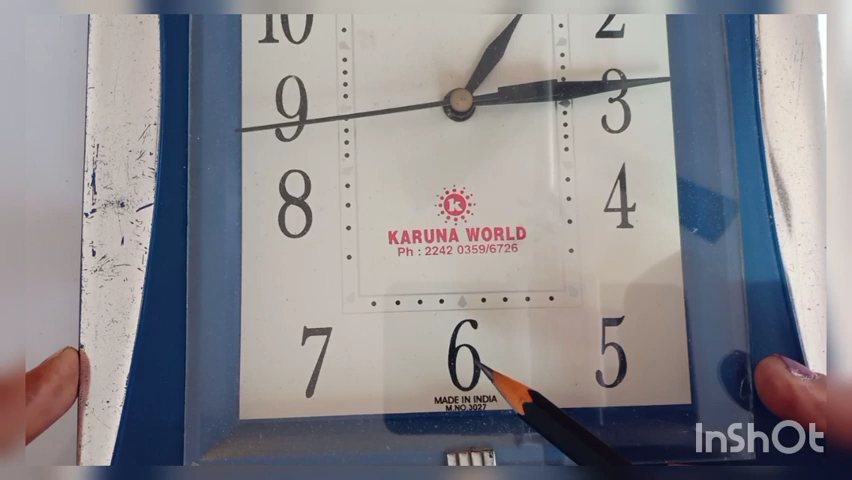 10
2
9
3
8
4
K
KARUNA WORLD
Ph : 2242 0359/6726
7
6
5
MADE IN INDIA
M.NO.3027
InShOt